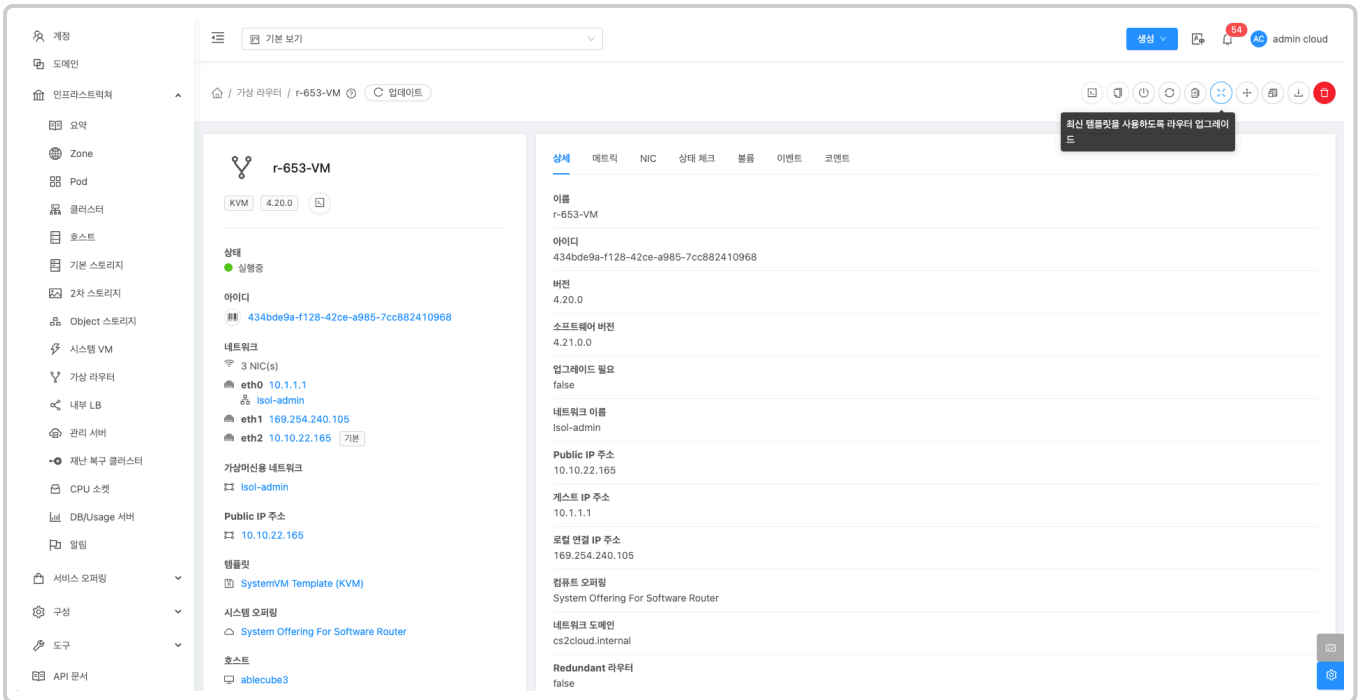 계정
도메인
인프라스트럭쳐
요약
Zone
Pod
클러스터
호스트
기본 스토리지
2차 스토리지
Object 스토리지
시스템 VM
가상 라우터
내부 LB
관리 서버
재난 복구 클러스터
CPU 소켓
DB/Usage 서버
알림
서비스 오퍼링
구성
도구
API 문서
기본 보기
생성
54
AC admin cloud
/ 가상 라우터 / r-653-VM 업데이트
최신 템플릿을 사용하도록 라우터 업그레이
드
r-653-VM
KVM 4.20.0
상태
실행중
아이디
434bde9a-f128-42ce-a985-7cc882410968
네트워크
3 NIC(s)
eth0 10.1.1.1
Isol-admin
eth1 169.254.240.105
eth2 10.10.22.165 기본
가상머신용 네트워크
Isol-admin
Public IP 주소
10.10.22.165
템플릿
SystemVM Template (KVM)
시스템 오퍼링
System Offering For Software Router
호스트
ablecube3
상세 메트릭 NIC 상태 체크 볼륨 이벤트 코멘트
이름
r-653-VM
아이디
434bde9a-f128-42ce-a985-7cc882410968
버전
4.20.0
소프트웨어 버전
4.21.0.0
업그레이드 필요
false
네트워크 이름
Isol-admin
Public IP 주소
10.10.22.165
게스트 IP 주소
10.1.1.1
로컬 연결 IP 주소
169.254.240.105
컴퓨트 오퍼링
System Offering For Software Router
네트워크 도메인
cs2cloud.internal
Redundant 라우터
false